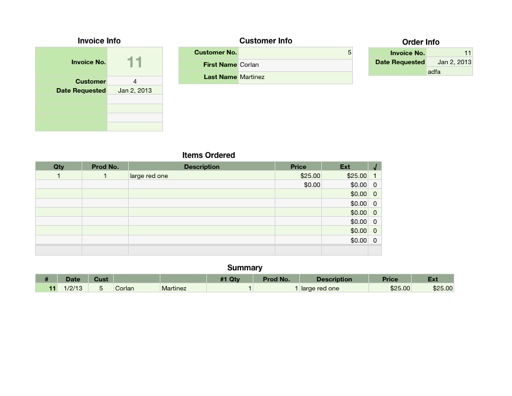 Invoice Info
Invoice No. 11
Customer 4
Date Requested Jan 2, 2013
Customer Info
Customer No. 5
First Name Corlan
Last Name Martinez
Order Info
Invoice No. 11
Date Requested Jan 2, 2013
adfa
Items Ordered
Qty Prod No. Description Price Ext √
1 1 large red one $25.00 $25.00 1
$0.00 $0.00 0
$0.00 0
$0.00 0
$0.00 0
$0.00 0
$0.00 0
$0.00 0
Summary
# Date Cust #1 Qty Prod No. Description Price Ext
11 1/2/13 5 Corlan Martinez 1 1 large red one $25.00 $25.00